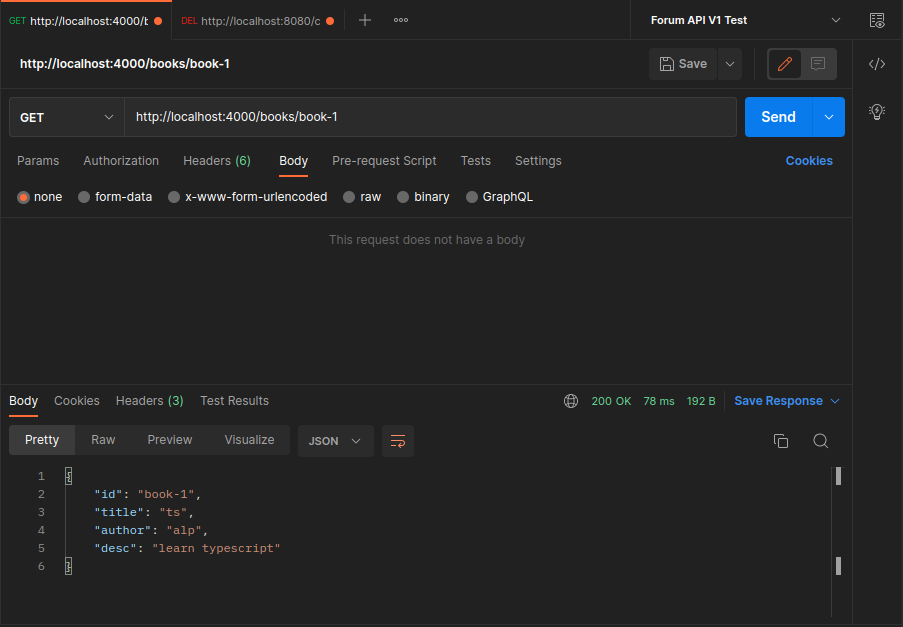 GET http://localhost:4000/b DEL http://localhost:8080/c Forum API V1 Test
http://localhost:4000/books/book-1 Save
GET http://localhost:4000/books/book-1 Send
Params Authorization Headers (6) Body Pre-request Script Tests Settings Cookies
none form-data x-www-form-urlencoded raw binary GraphQL
This request does not have a body
Body Cookies Headers (3) Test Results 200 OK 78 ms 192 B Save Response
Pretty Raw Preview Visualize JSON
1 {
2 "id": "book-1",
3 "title": "ts",
4 "author": "alp",
5 "desc": "learn typescript"
6 }